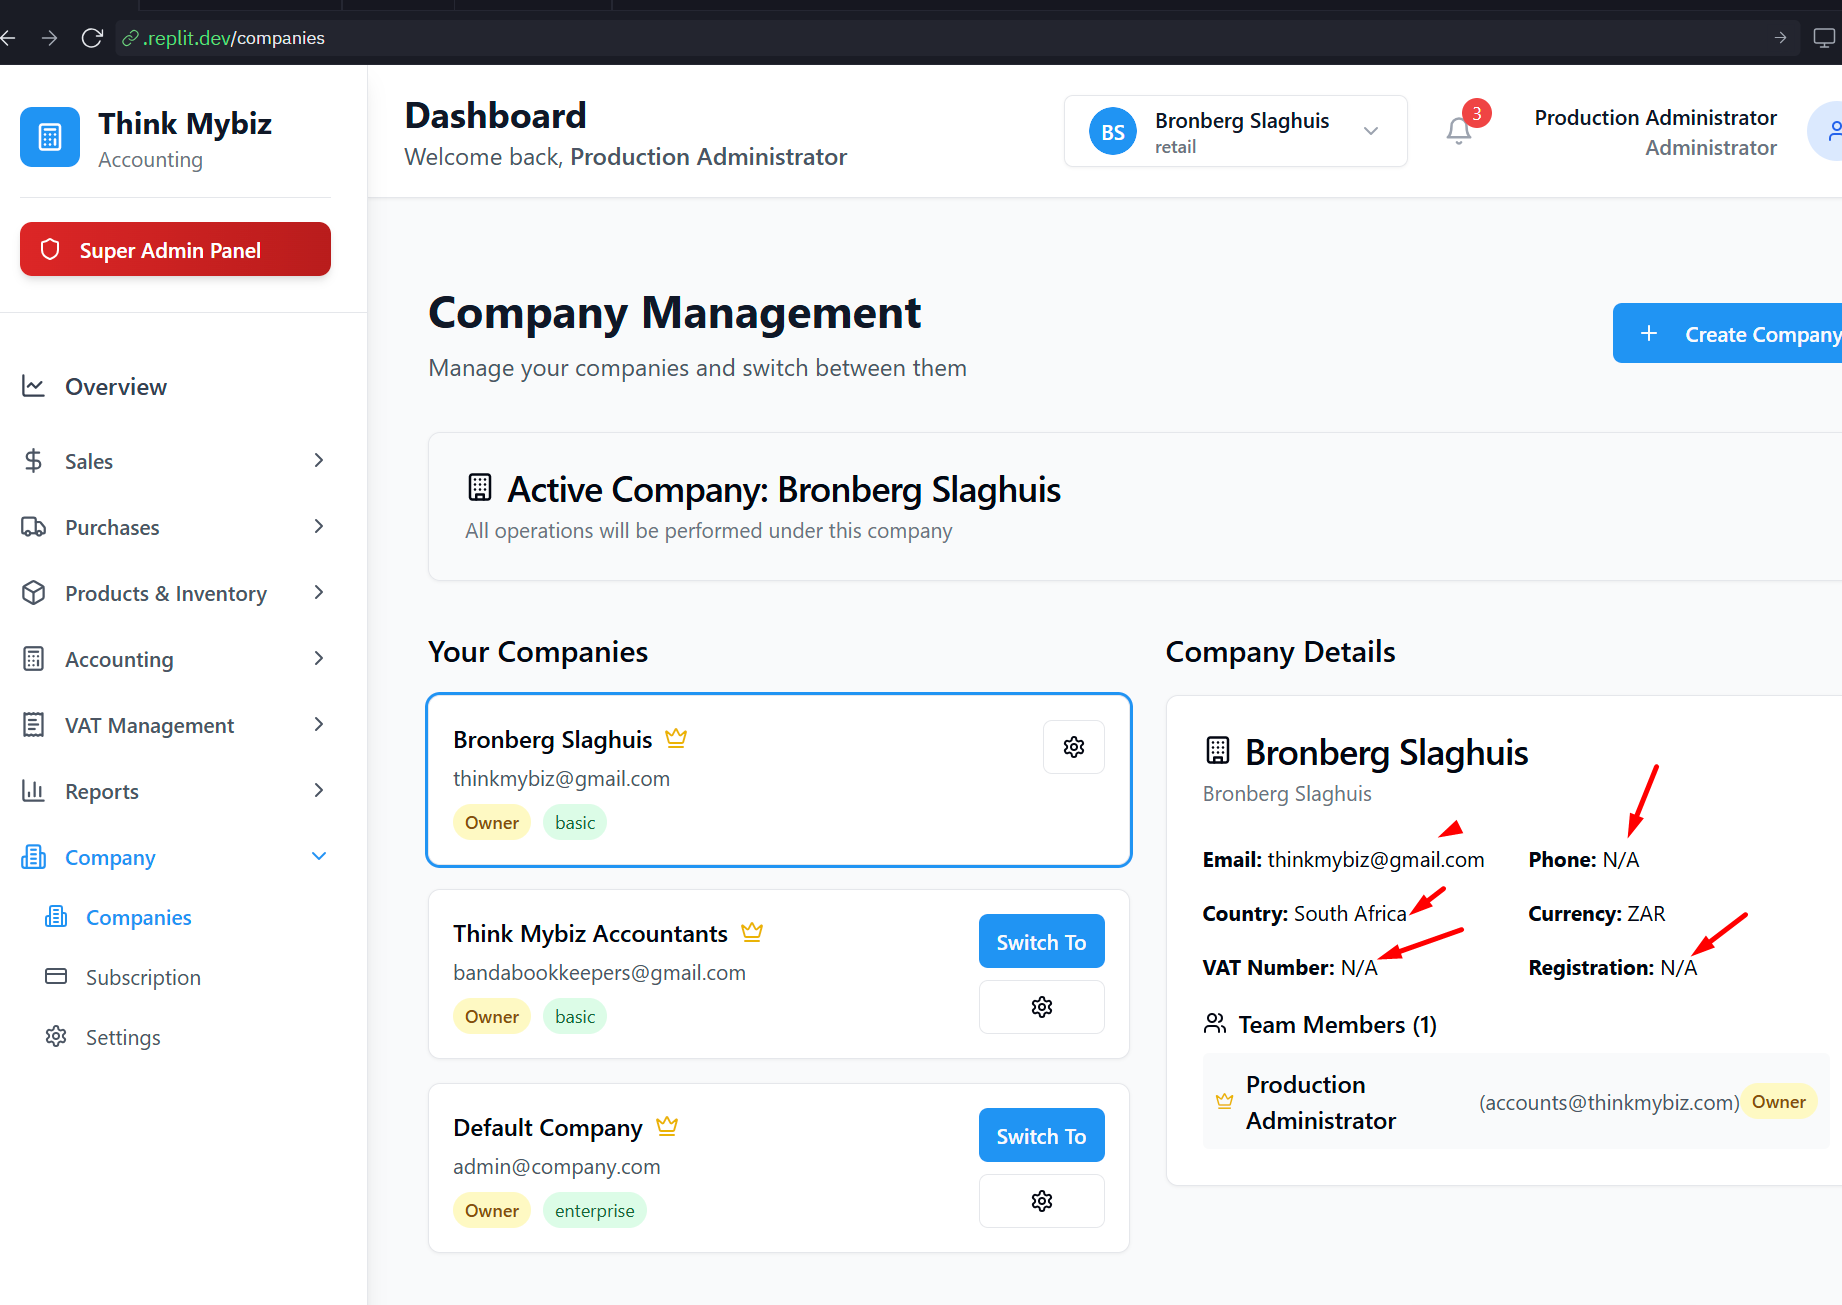 .replit.dev/companies
Think Mybiz
Accounting
Super Admin Panel
Overview
Sales
Purchases
Products & Inventory
Accounting
VAT Management
Reports
Company
Companies
Subscription
Settings
Dashboard
Welcome back, Production Administrator
BS
Bronberg Slaghuis
retail
3
Production Administrator
Administrator
Company Management
Manage your companies and switch between them
Create Company
Active Company: Bronberg Slaghuis
All operations will be performed under this company
Your Companies
Bronberg Slaghuis
thinkmybiz@gmail.com
Owner basic
Think Mybiz Accountants
bandabookkeepers@gmail.com
Owner basic
Switch To
Default Company
admin@company.com
Owner enterprise
Switch To
Company Details
Bronberg Slaghuis
Bronberg Slaghuis
Email: thinkmybiz@gmail.com Phone: N/A
Country: South Africa Currency: ZAR
VAT Number: N/A Registration: N/A
Team Members (1)
Production
Administrator
(accounts@thinkmybiz.com) Owner